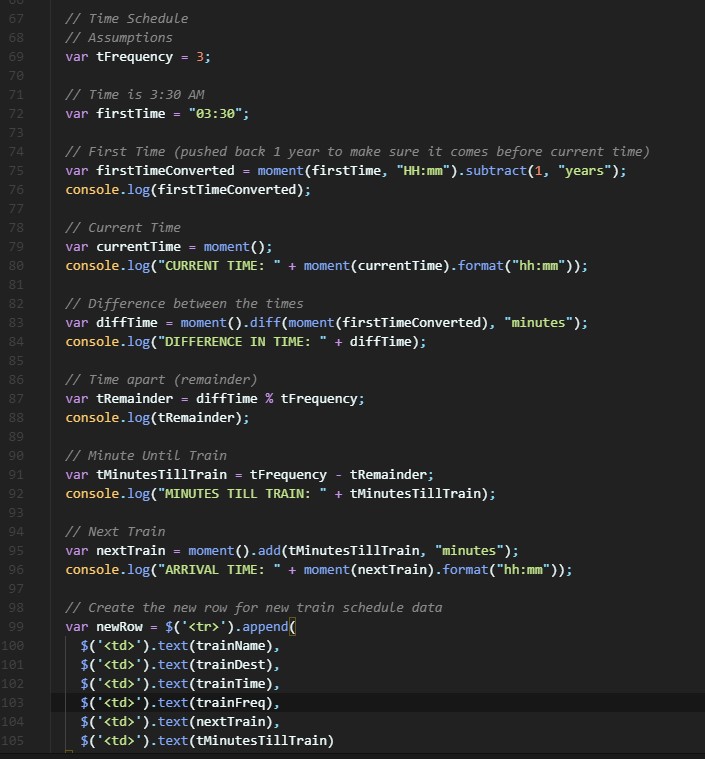 67 // Time Schedule
68 // Assumptions
69 var tFrequency = 3;
70
71 // Time is 3:30 AM
72 var firstTime = "03:30";
73
74 // First Time (pushed back 1 year to make sure it comes before current time)
75 var firstTimeConverted = moment(firstTime, "HH:mm").subtract(1, "years");
76 console.log(firstTimeConverted);
77
78 // Current Time
79 var currentTime = moment();
80 console.log("CURRENT TIME: " + moment(currentTime).format("hh:mm"));
81
82 // Difference between the times
83 var diffTime = moment().diff(moment(firstTimeConverted), "minutes");
84 console.log("DIFFERENCE IN TIME: " + diffTime);
85
86 // Time apart (remainder)
87 var tRemainder = diffTime % tFrequency;
88 console.log(tRemainder);
89
90 // Minute Until Train
91 var tMinutesTillTrain = tFrequency - tRemainder;
92 console.log("MINUTES TILL TRAIN: " + tMinutesTillTrain);
93
94 // Next Train
95 var nextTrain = moment().add(tMinutesTillTrain, "minutes");
96 console.log("ARRIVAL TIME: " + moment(nextTrain).format("hh:mm"));
97
98 // Create the new row for new train schedule data
99 var newRow = $('<tr>').append(
100 $('<td>').text(trainName),
101 $('<td>').text(trainDest),
102 $('<td>').text(trainTime),
103 $('<td>').text(trainFreq),
104 $('<td>').text(nextTrain),
105 $('<td>').text(tMinutesTillTrain)